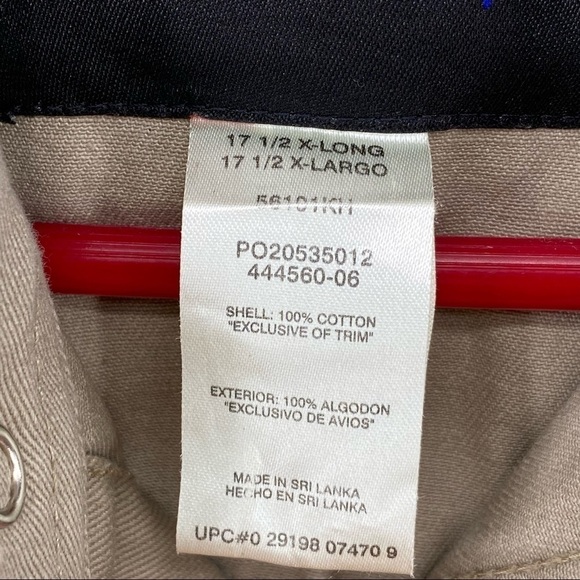 17 1/2 X-LONG
17 1/2 X-LARGO
56101KH
PO20535012
444560-06
SHELL: 100% COTTON
"EXCLUSIVE OF TRIM"
EXTERIOR: 100% ALGODON
"EXCLUSIVO DE AVIOS"
MADE IN SRI LANKA
HECHO EN SRI LANKA
UPC#0 29198 07470 9